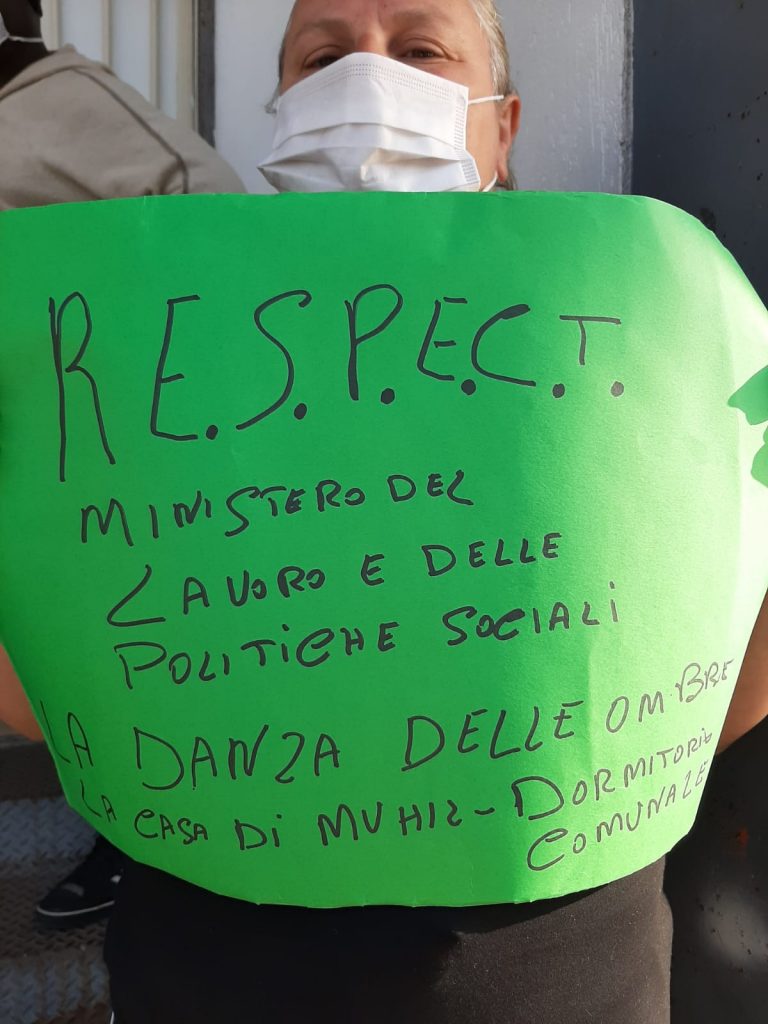 R E.S.P.E.C.T.
MINISTERO DEL
LAVORO E DELLE
POLITICHE SOCIALI
LA DANZA DELLE OMBRE
LA CASA DI MUHIZ - DORMITORIO
COMUNALE